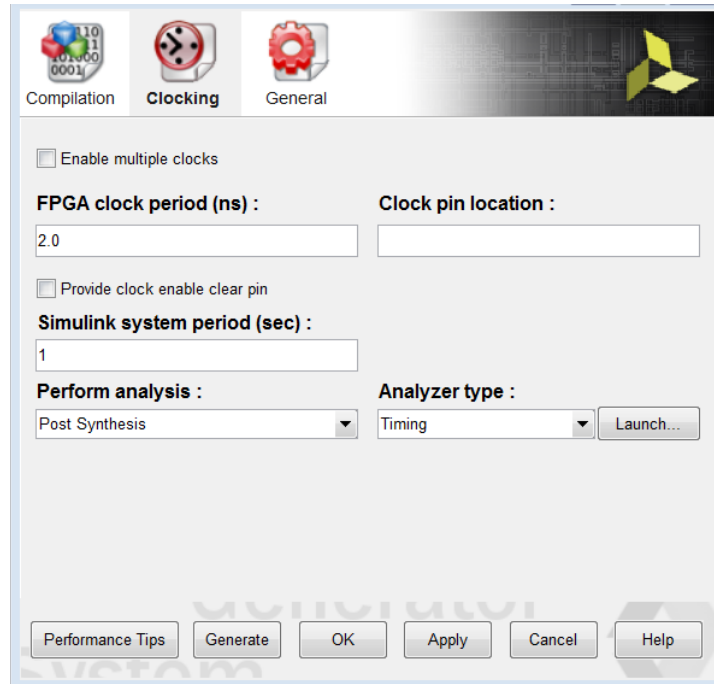 Compilation Clocking General
Enable multiple clocks
FPGA clock period (ns) : Clock pin location :
2.0
Provide clock enable clear pin
Simulink system period (sec) :
1
Perform analysis : Analyzer type :
Post Synthesis Timing Launch...
Generator
Performance Tips Generate OK Apply Cancel Help
System